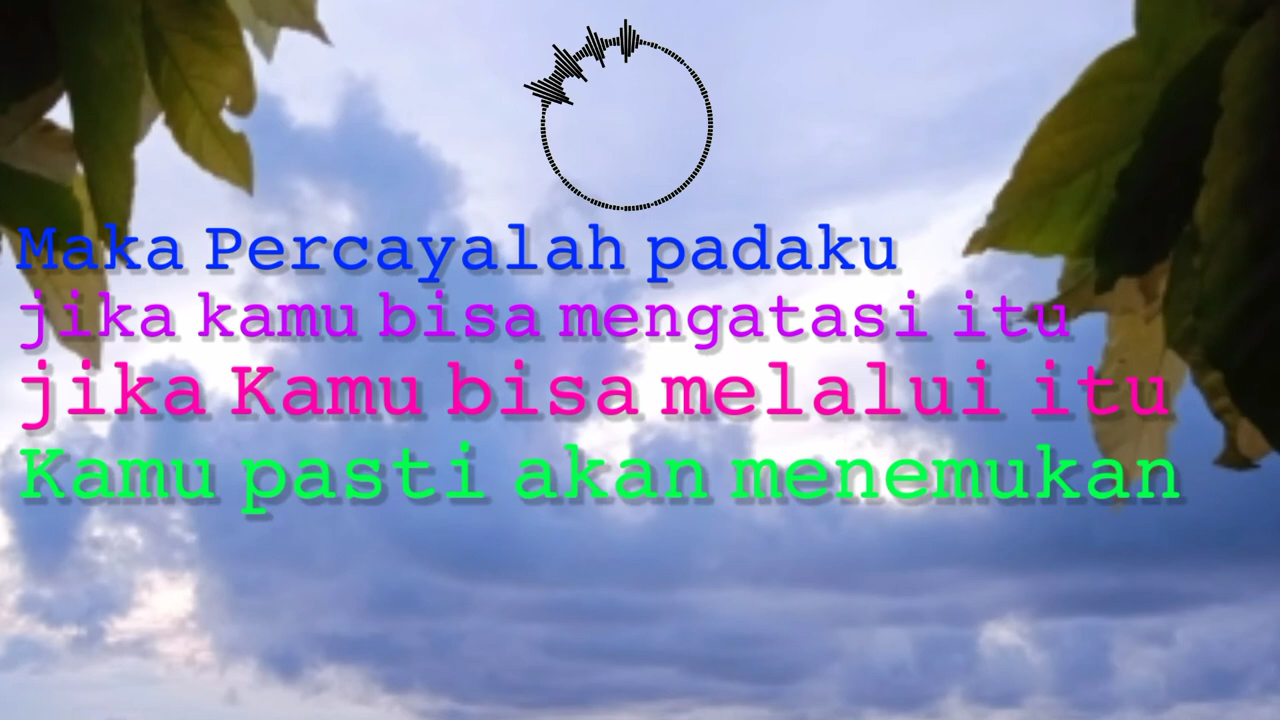 Maka Percayalah padaku
jika kamu bisa mengatasi itu
jika Kamu bisa melalui itu
Kamu pasti akan menemukan